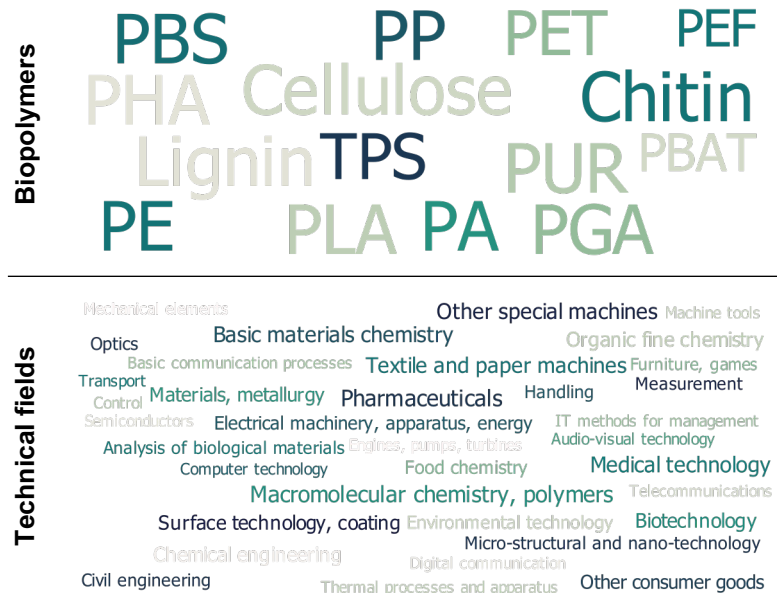 Biopolymers
PBS PP PET PEF
PHA Cellulose Chitin
Lignin TPS PUR PBAT
PE PLA PA PGA
Technical fields
Mechanical elements Other special machines Machine tools
Optics Basic materials chemistry Organic fine chemistry
Basic communication processes Textile and paper machines Furniture, games
Transport Materials, metallurgy Pharmaceuticals Handling Measurement
Control
Semiconductors Electrical machinery, apparatus, energy IT methods for management
Analysis of biological materials Engines, pumps, turbines Audio-visual technology
Computer technology Food chemistry Medical technology
Macromolecular chemistry, polymers Telecommunications
Surface technology, coating Environmental technology Biotechnology
Micro-structural and nano-technology
Chemical engineering Digital communication
Civil engineering Thermal processes and apparatus Other consumer goods